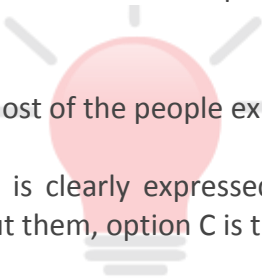 ost of the people ex
is clearly expressed
ut them, option C is t